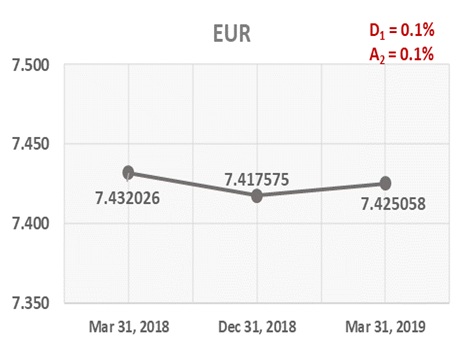 EUR
D₁ = 0.1%
A₂ = 0.1%
7.500
7.450
7.400
7.350
7.432026
7.417575
7.425058
Mar 31, 2018
Dec 31, 2018
Mar 31, 2019